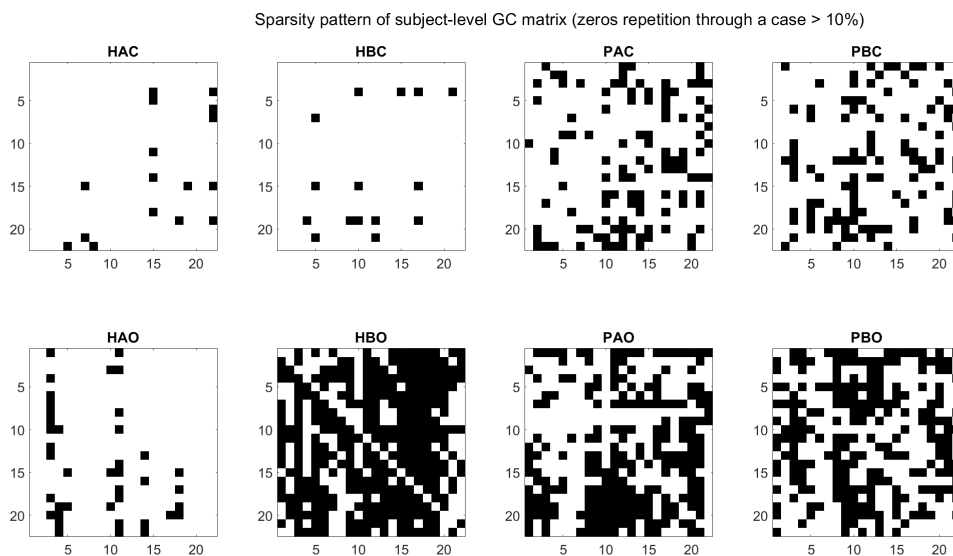 Sparsity pattern of subject-level GC matrix (zeros repetition through a case > 10%)
HAC HBC PAC PBC
5 5 5 5
10 10 10 10
15 15 15 15
20 20 20 20
5 10 15 20 5 10 15 20 5 10 15 20 5 10 15 20
HAO HBO PAO PBO
5 5 5 5
10 10 10 10
15 15 15 15
20 20 20 20
5 10 15 20 5 10 15 20 5 10 15 20 5 10 15 20